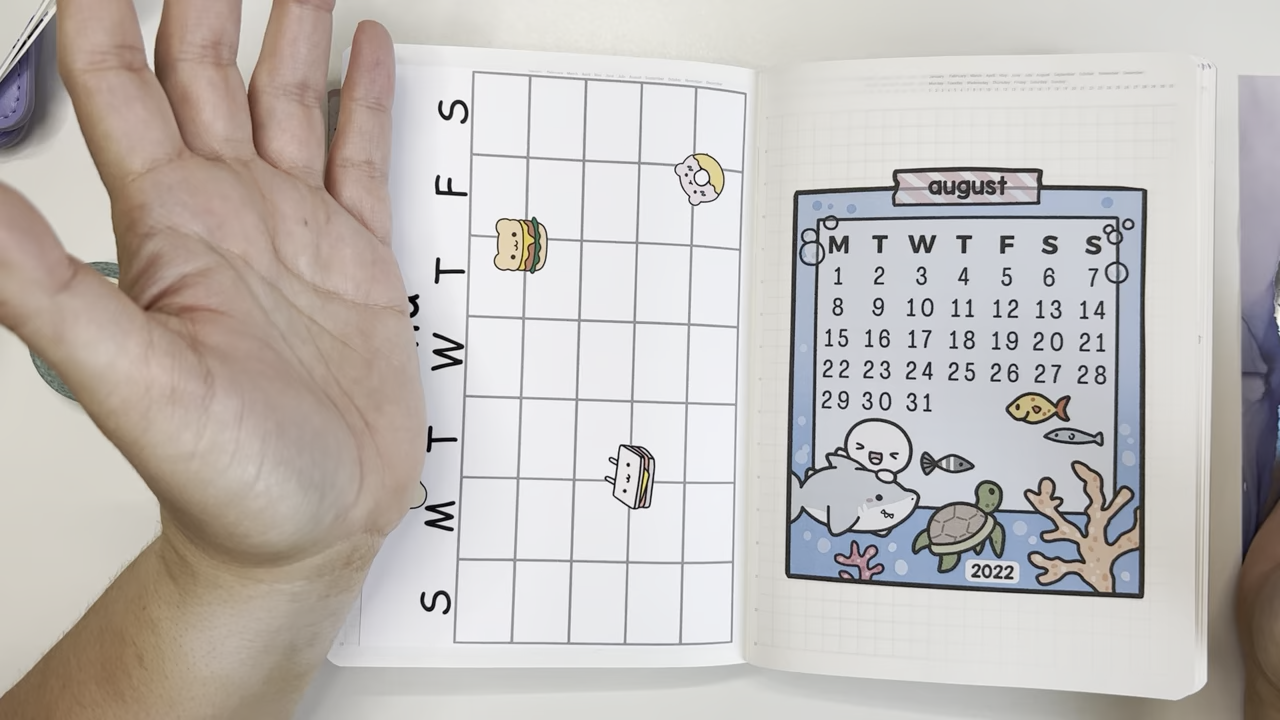 S
F
T
W
T
M
S
august
M T W T F S S
1 2 3 4 5 6 7
8 9 10 11 12 13 14
15 16 17 18 19 20 21
22 23 24 25 26 27 28
29 30 31
2022